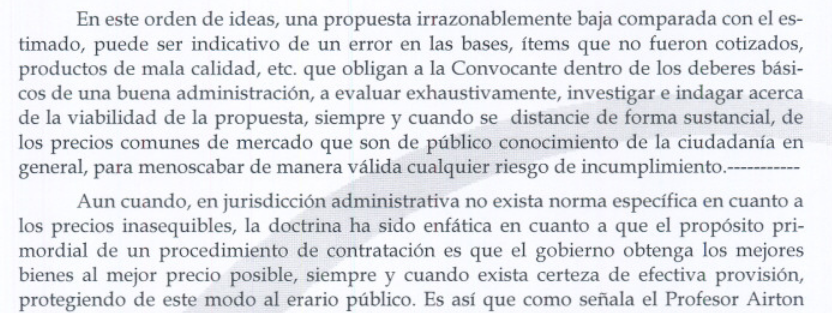 En este orden de ideas, una propuesta irrazonablemente baja comparada con el es-
timado, puede ser indicativo de un error en las bases, ítems que no fueron cotizados,
productos de mala calidad, etc. que obligan a la Convocante dentro de los deberes bási-
cos de una buena administración, a evaluar exhaustivamente, investigar e indagar acerca
de la viabilidad de la propuesta, siempre y cuando se distancie de forma sustancial, de
los precios comunes de mercado que son de público conocimiento de la ciudadanía en
general, para menoscabar de manera válida cualquier riesgo de incumplimiento.-----------
Aun cuando, en jurisdicción administrativa no exista norma específica en cuanto a
los precios inasequibles, la doctrina ha sido enfática en cuanto a que el propósito pri-
mordial de un procedimiento de contratación es que el gobierno obtenga los mejores
bienes al mejor precio posible, siempre y cuando exista certeza de efectiva provisión,
protegiendo de este modo al erario público. Es así que como señala el Profesor Airton